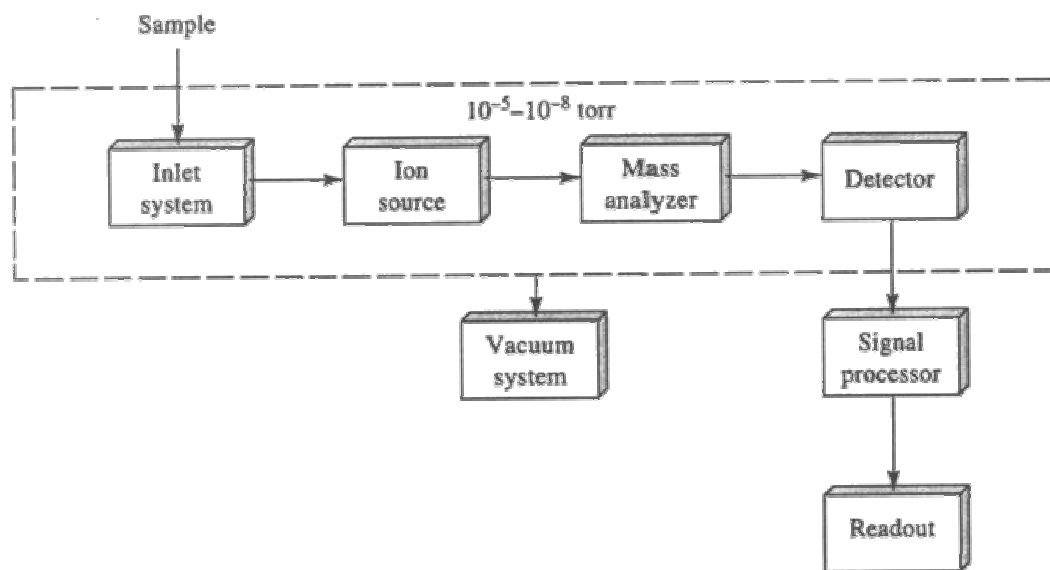 Sample
10⁻⁵–10⁻⁸ torr
Inlet
system
Ion
source
Mass
analyzer
Detector
Vacuum
system
Signal
processor
Readout